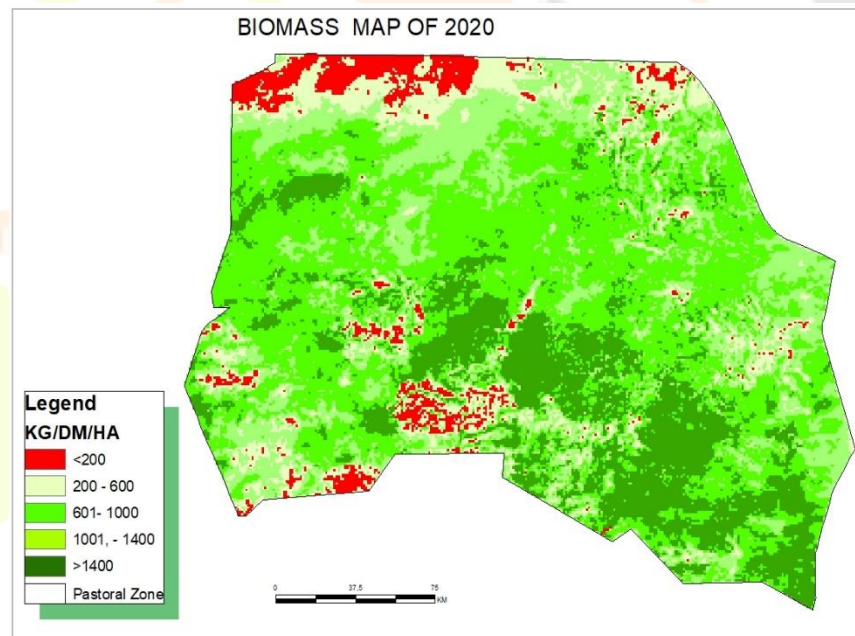 BIOMASS MAP OF 2020
Legend
KG/DM/HA
<200
200 - 600
601- 1000
1001, - 1400
>1400
Pastoral Zone
0 37,5 75
KM